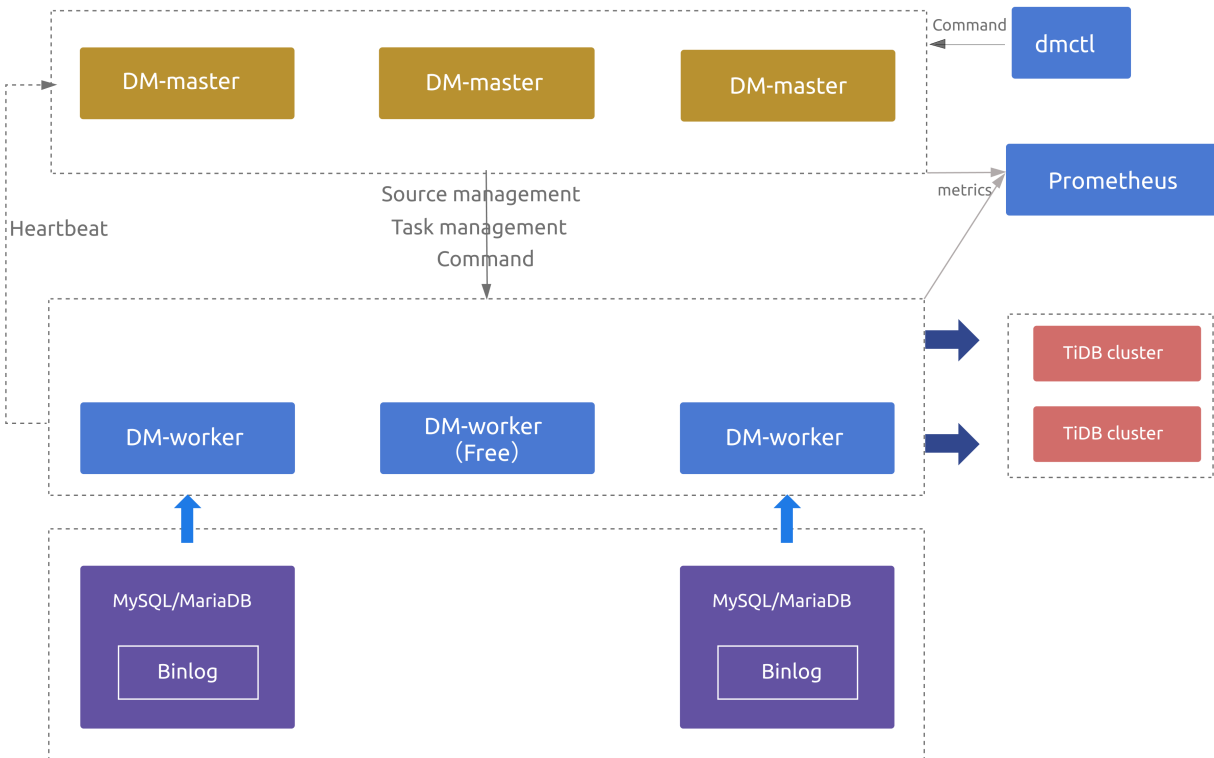 Command
dmctl
DM-master
DM-master
DM-master
Prometheus
metrics
Source management
Task management
Command
Heartbeat
TiDB cluster
TiDB cluster
DM-worker
DM-worker
（Free）
DM-worker
MySQL/MariaDB
Binlog
MySQL/MariaDB
Binlog